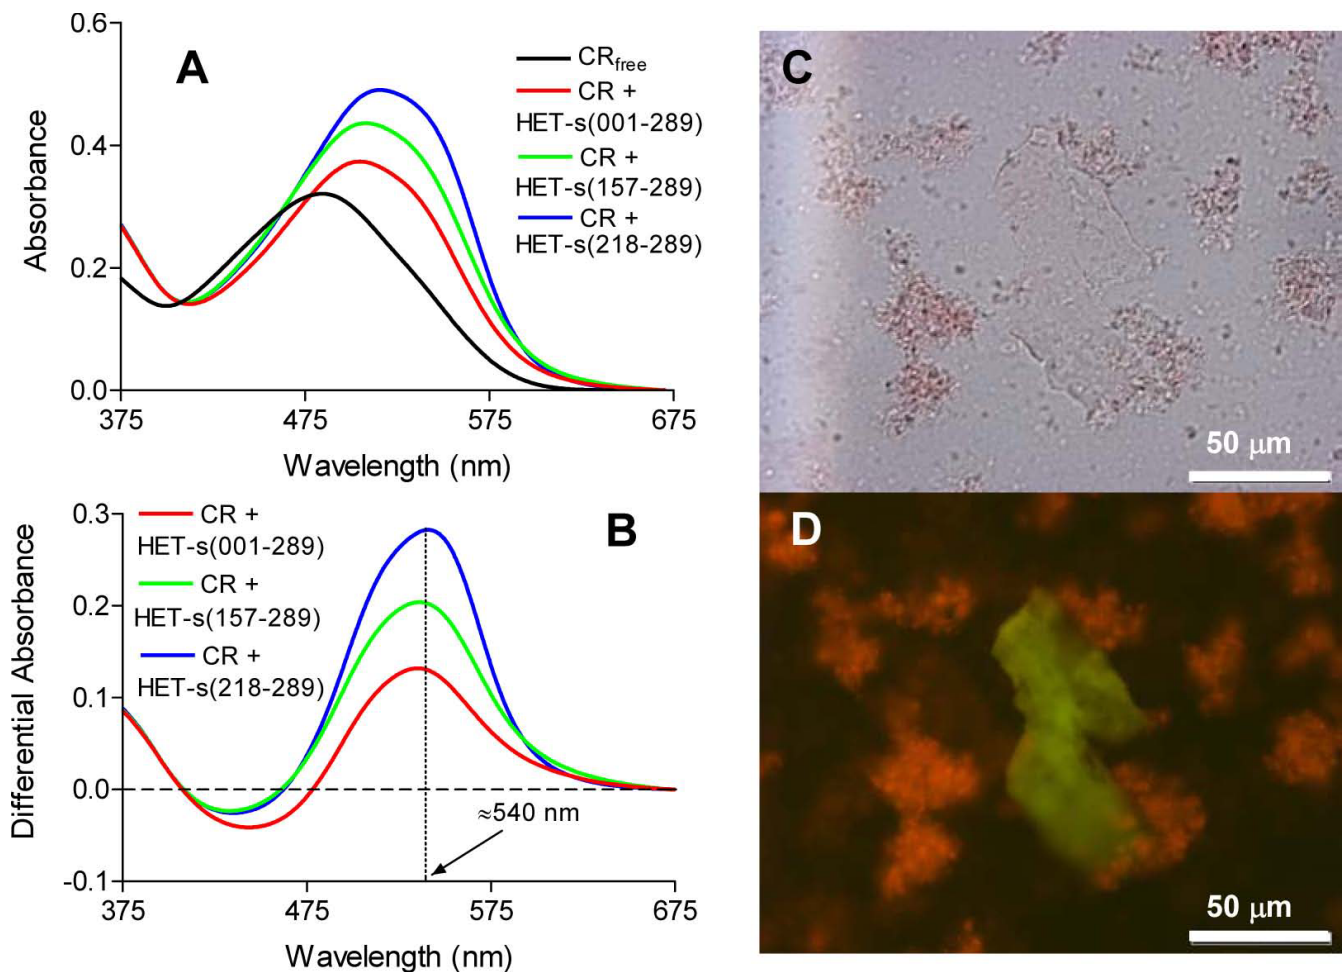 A
0.6
0.4
0.2
0.0
Absorbance
375
475
575
675
Wavelength (nm)
CRfree
CR +
HET-s(001-289)
CR +
HET-s(157-289)
CR +
HET-s(218-289)
B
0.3
0.2
0.1
0.0
-0.1
Differential Absorbance
CR +
HET-s(001-289)
CR +
HET-s(157-289)
CR +
HET-s(218-289)
≈540 nm
375
475
575
675
Wavelength (nm)
C
50 μm
D
50 μm